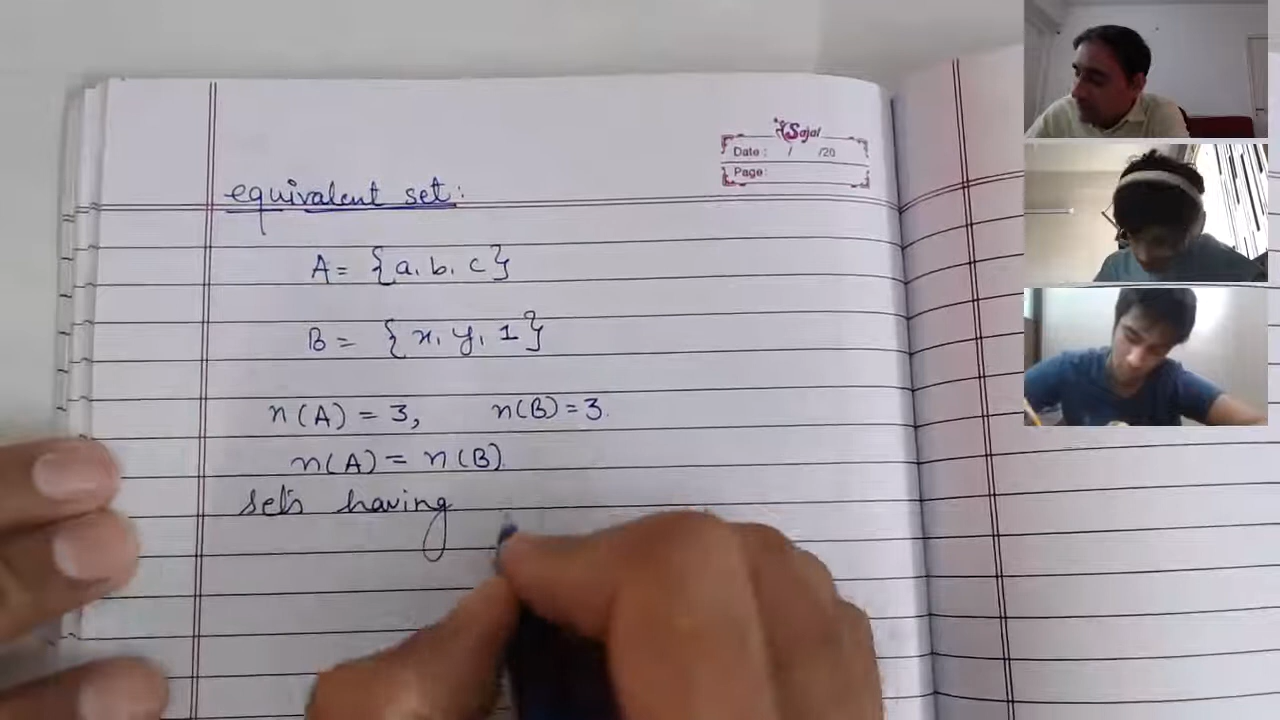 Sajal
Date : / /20
Page:
equivalent set:
A = {a, b, c}
B = {x, y, 1}
n(A) = 3, n(B) = 3.
n(A) = n(B).
sets having